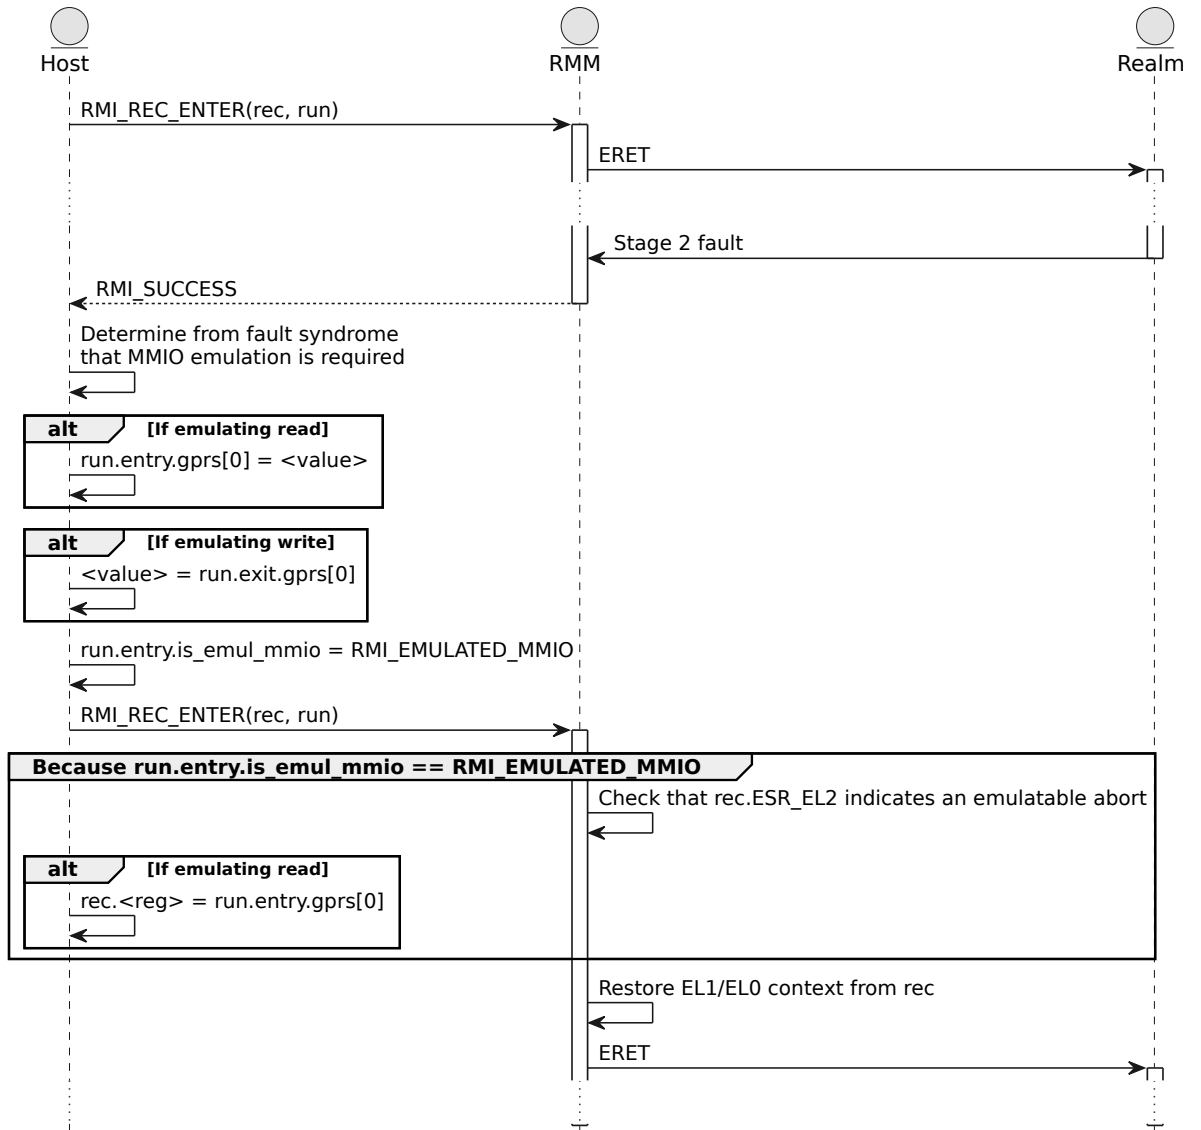 Host
RMM
Realm
RMI_REC_ENTER(rec, run)
ERET
Stage 2 fault
RMI_SUCCESS
Determine from fault syndrome
that MMIO emulation is required
alt [If emulating read]
run.entry.gprs[0] = <value>
alt [If emulating write]
<value> = run.exit.gprs[0]
run.entry.is_emul_mmio = RMI_EMULATED_MMIO
RMI_REC_ENTER(rec, run)
Because run.entry.is_emul_mmio == RMI_EMULATED_MMIO
Check that rec.ESR_EL2 indicates an emulatable abort
alt [If emulating read]
rec.<reg> = run.entry.gprs[0]
Restore EL1/EL0 context from rec
ERET